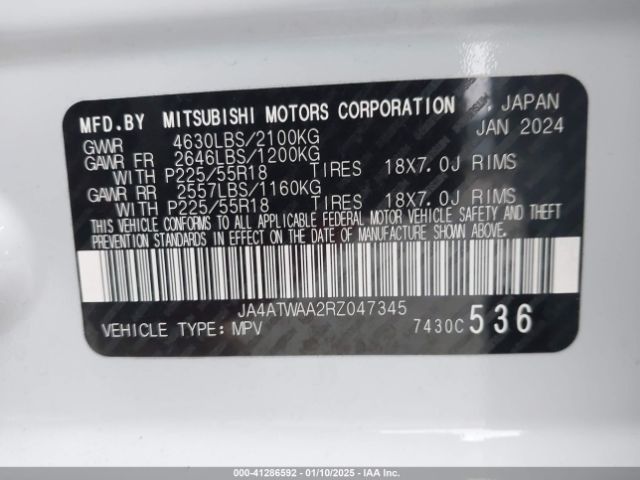 MFD.BY MITSUBISHI MOTORS CORPORATION , JAPAN
GVWR 4630LBS/2100KG JAN 2024
GAWR FR 2646LBS/1200KG
WITH P225/55R18 TIRES 18X7.0J RIMS
GAWR RR 2557LBS/1160KG
WITH P225/55R18 TIRES 18X7.0J RIMS
THIS VEHICLE CONFORMS TO ALL APPLICABLE FEDERAL MOTOR VEHICLE SAFETY AND THEFT
PREVENTION STANDARDS IN EFFECT ON THE DATE OF MANUFACTURE SHOWN ABOVE.
JA4ATWAA2RZ047345
VEHICLE TYPE:MPV 7430C 536
000-41286592 - 01/10/2025 - IAA Tradename, LLC